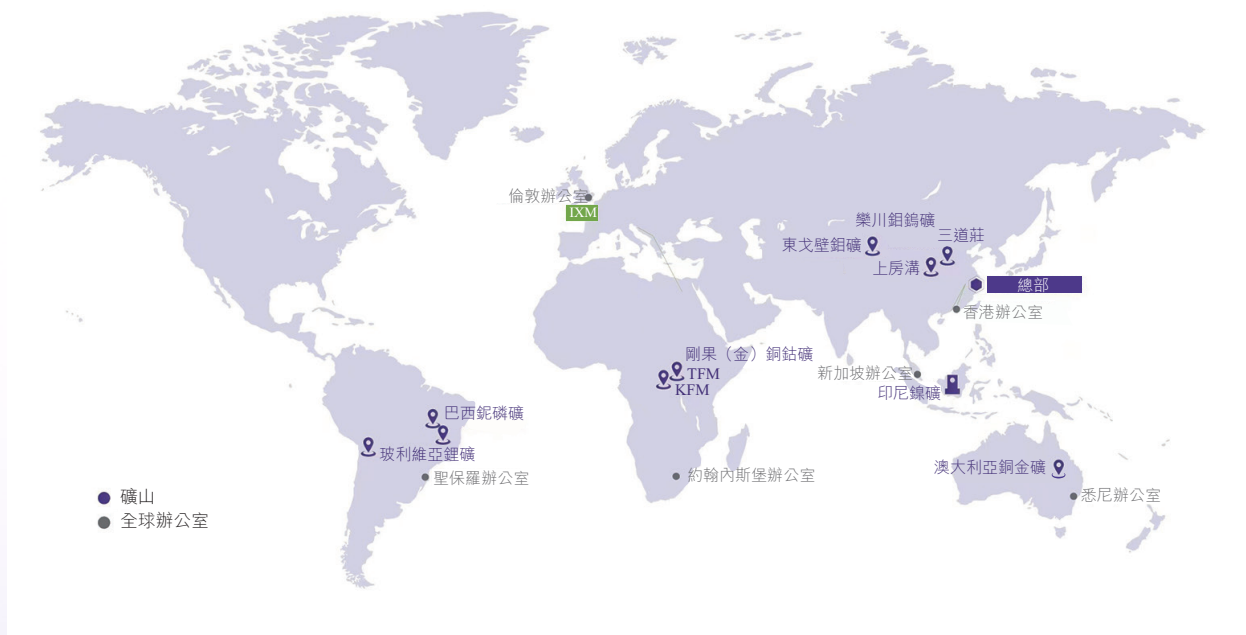 倫敦辦公室
IXM
欒川鉬鎢礦
三道莊
東戈壁鉬礦
上房溝
總部
香港辦公室
剛果（金）銅鈷礦
TFM
KFM
新加坡辦公室
印尼鎳礦
巴西鈮磷礦
玻利維亞鋰礦
聖保羅辦公室
約翰內斯堡辦公室
澳大利亞銅金礦
悉尼辦公室
礦山
全球辦公室